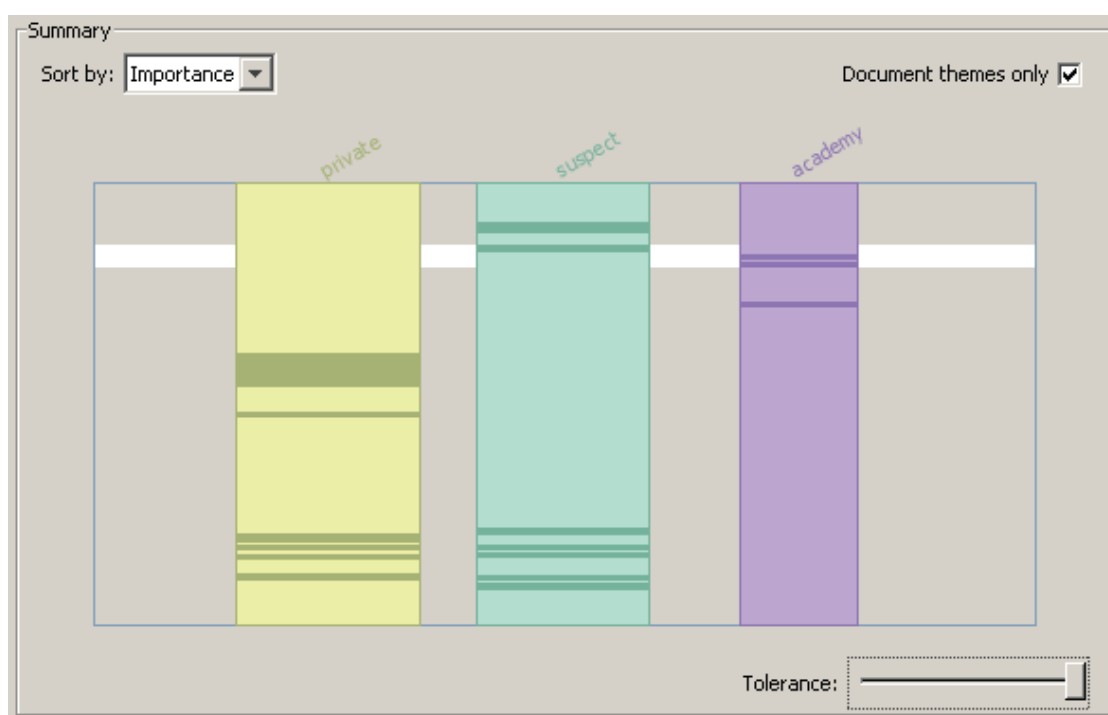 Summary
Sort by: Importance
Document themes only
private
suspect
academy
Tolerance: